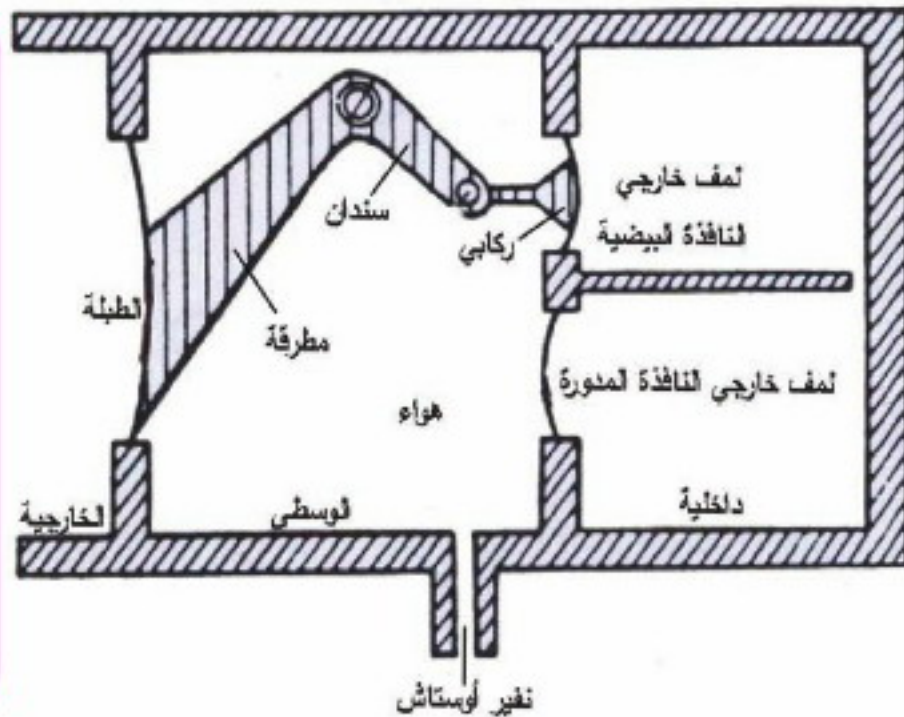 لمف خارجي
النافذة البيضية
سندان
ركابي
الطبلة
مطرقة
لمف خارجي النافذة المدورة
هواء
الخارجية
الوسطى
داخلية
نفير أوستاش